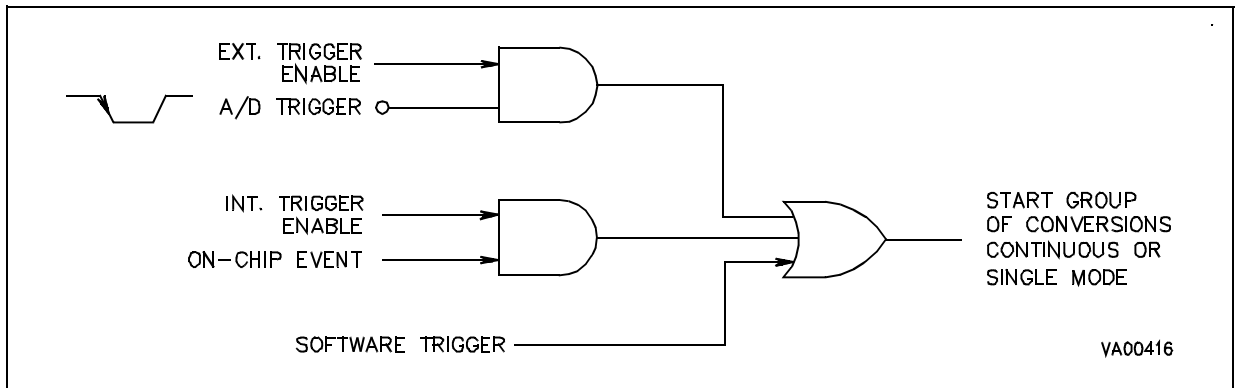 EXT. TRIGGER
ENABLE
A/D TRIGGER
INT. TRIGGER
ENABLE
ON-CHIP EVENT
SOFTWARE TRIGGER
START GROUP
OF CONVERSIONS
CONTINUOUS OR
SINGLE MODE
VA00416